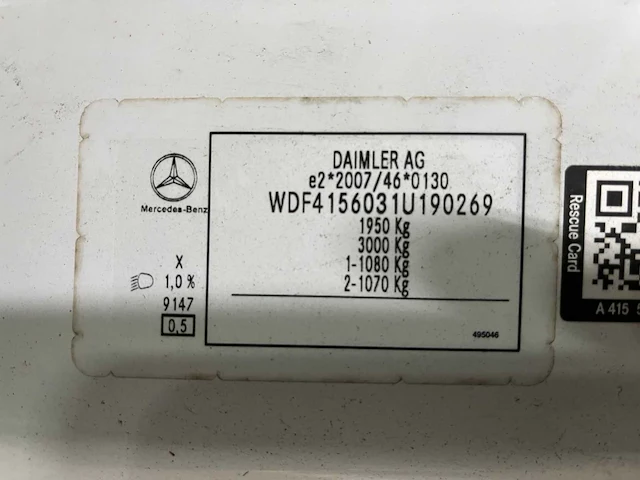 DAIMLER AG
e2*2007/46*0130
WDF4156031U190269
1950 Kg
3000 Kg
1-1080 Kg
2-1070 Kg
495046
Mercedes-Benz
X
1,0 %
9147
0,5
Rescue Card
A 415